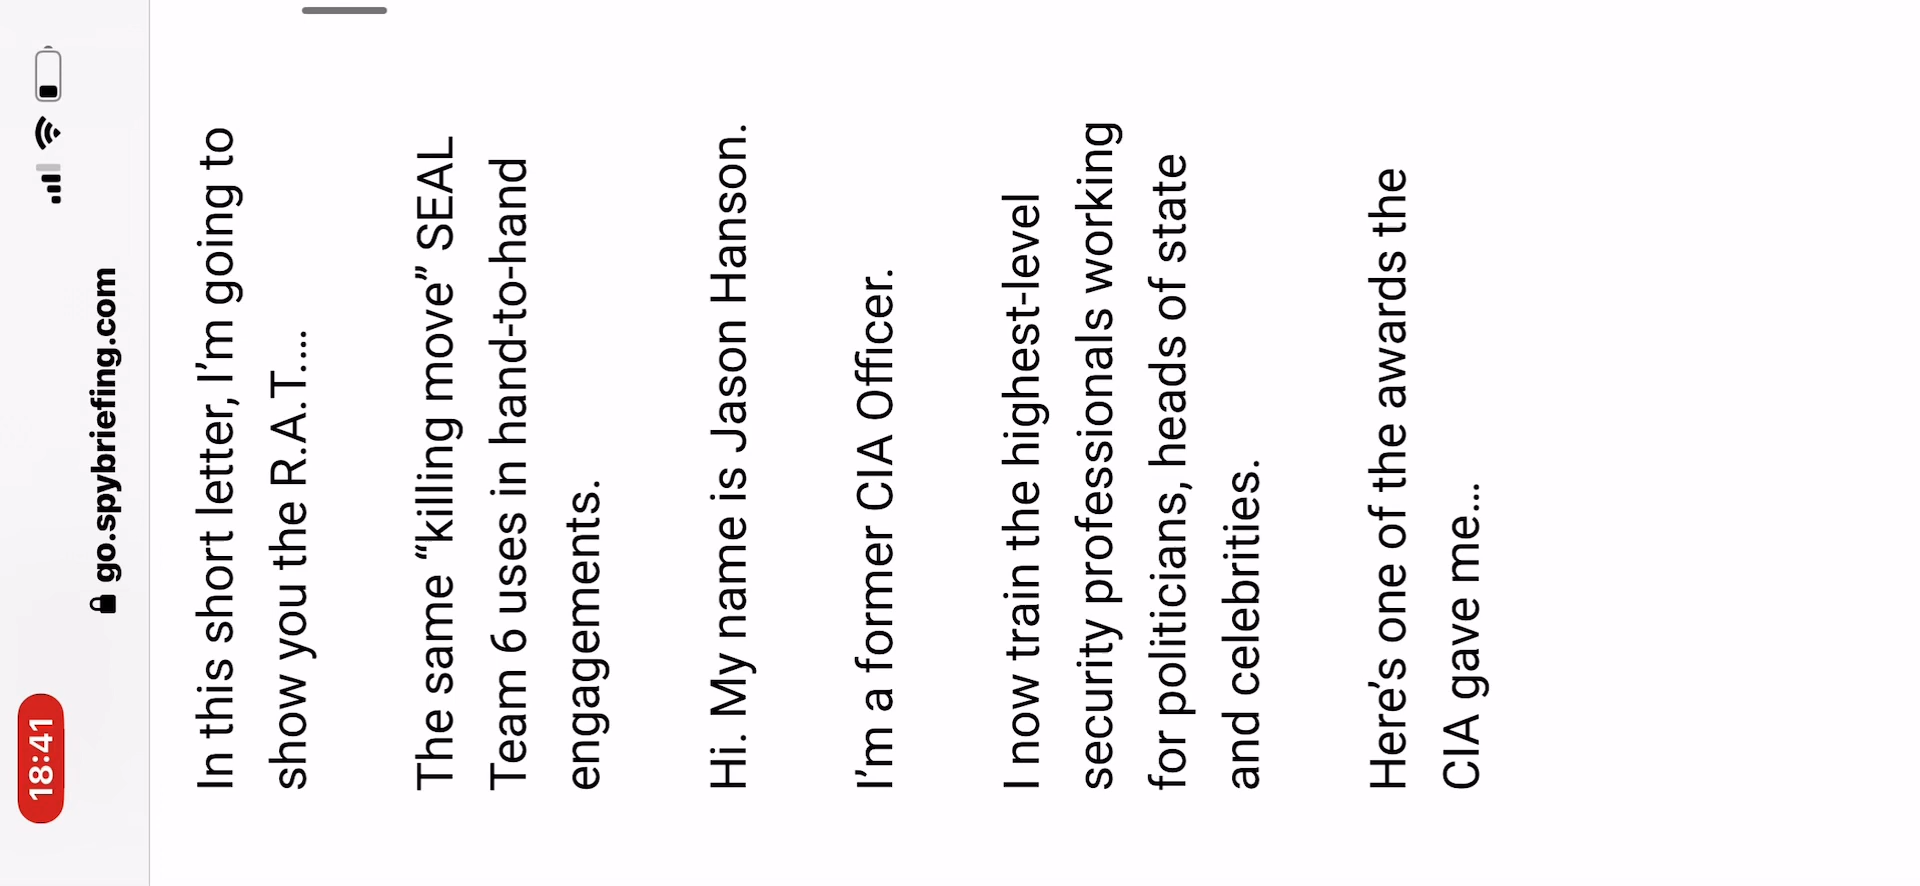 18:41
go.spybriefing.com
In this short letter, I’m going to
show you the R.A.T....
The same “killing move” SEAL
Team 6 uses in hand-to-hand
engagements.
Hi. My name is Jason Hanson.
I’m a former CIA Officer.
I now train the highest-level
security professionals working
for politicians, heads of state
and celebrities.
Here’s one of the awards the
CIA gave me...